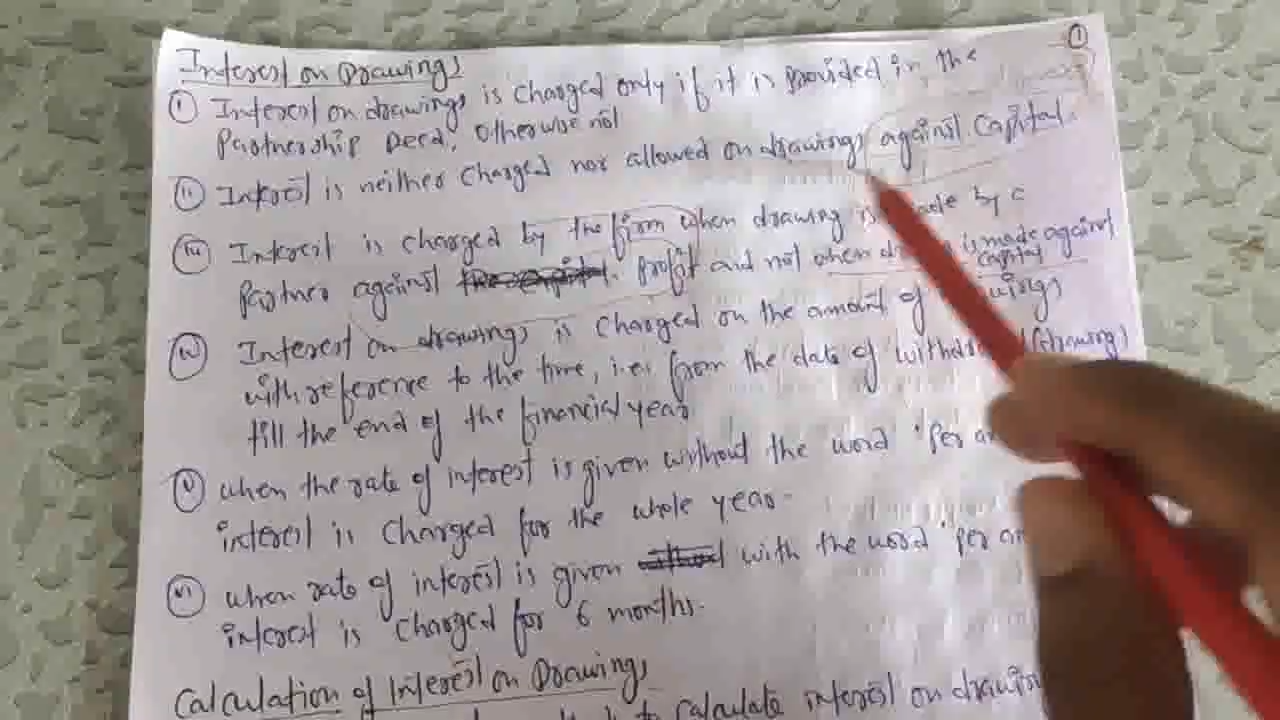 ①
Interest on Drawings
① Interest on drawings is charged only if it is provided in the
Partnership Deed, otherwise not
ⅱ Interest is neither charged nor allowed on drawings against capital.
ⅲ Interest is charged by the firm when drawing is made by a
Partner against Profit and not when is made against
capital
ⅳ Interest on drawings is charged on the amount of
with reference to the time, i.e. from the date of (drawing)
till the end of the financial year
ⅴ when the rate of interest is given without the word 'Per
interest is charged for the whole year.
ⅵ when rate of interest is given with the word 'per
interest is charged for 6 months.
Calculation of Interest on Drawings
to calculate interest on